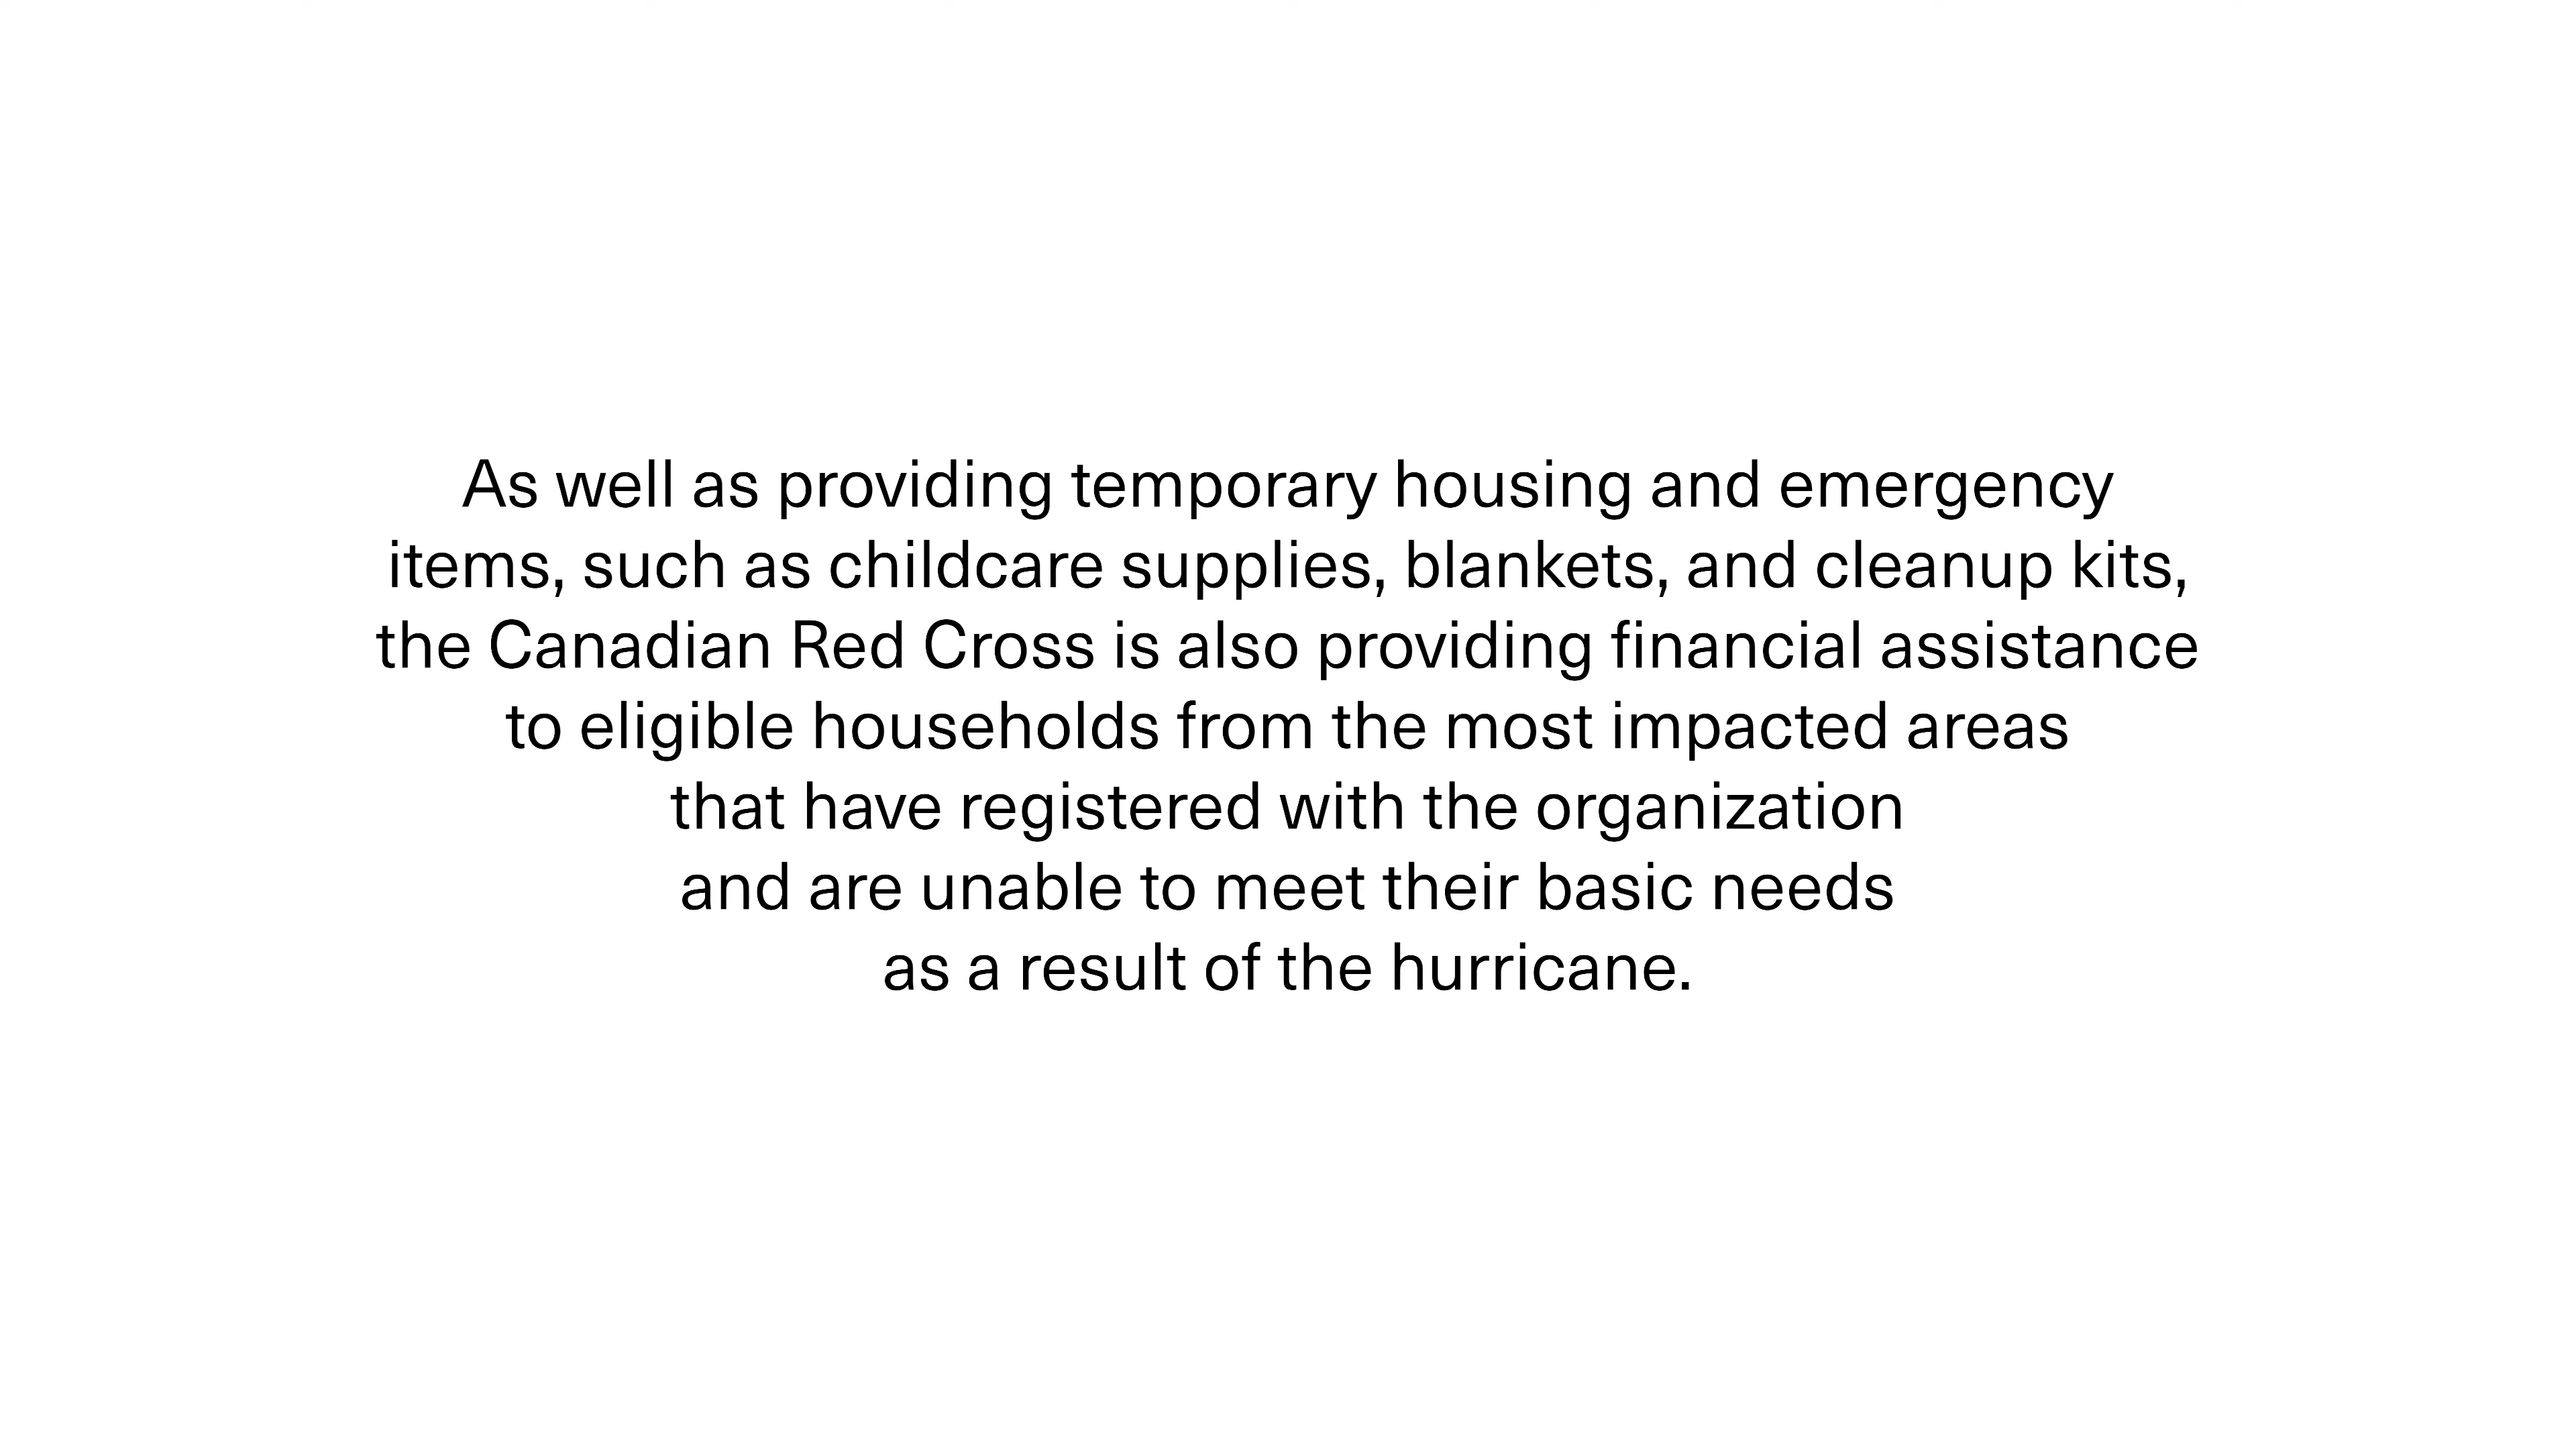 As well as providing temporary housing and emergency
items, such as childcare supplies, blankets, and cleanup kits,
the Canadian Red Cross is also providing financial assistance
to eligible households from the most impacted areas
that have registered with the organization
and are unable to meet their basic needs
as a result of the hurricane.